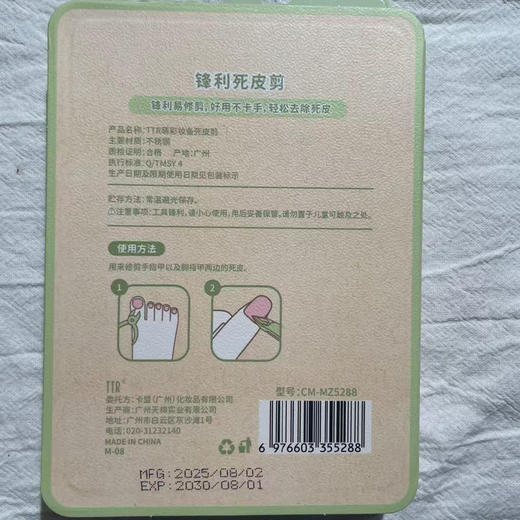 锋利死皮剪
锋利易修剪,好用不卡手,轻松去除死皮
产品名称:TTR萌彩妆备死皮剪
主要材质:不锈钢
质检证明:合格 产地:广州
执行标准:Q/TMSY 4
生产日期及限期使用日期见包装标示
贮存方法:常温避光保存。
⚠注意事项:工具锋利,请小心使用,用后妥善保管。请勿置于儿童可触及之处。
使用方法
用来修剪手指甲以及脚指甲两边的死皮
1 2
TTR
委托方:卡盟(广州)化妆品有限公司
生产商:广州天棉实业有限公司
地址:广州市白云区东沙滩1号
电话:020-31232140
MADE IN CHINA
M-08
型号:CM-MZ5288
6 976603 355288
MFG:2025/08/02
EXP:2030/08/01